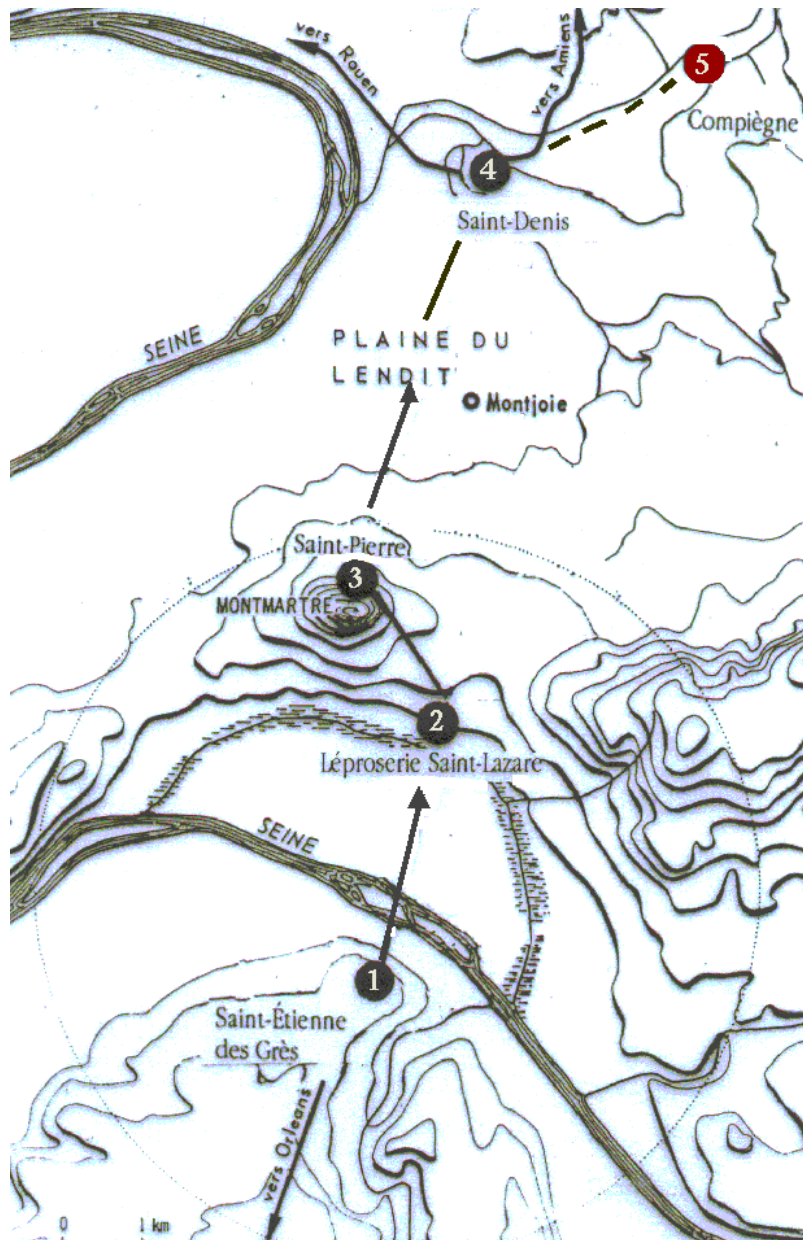 vers Rouen
vers Amiens
5
Compiègne
4
Saint-Denis
SEINE
PLAINE DU
LENDIT
Montjoie
Saint-Pierre
3
MONTMARTRE
2
Léproserie Saint-Lazare
SEINE
1
Saint-Étienne
des Grès
vers Orleans
0 1 km